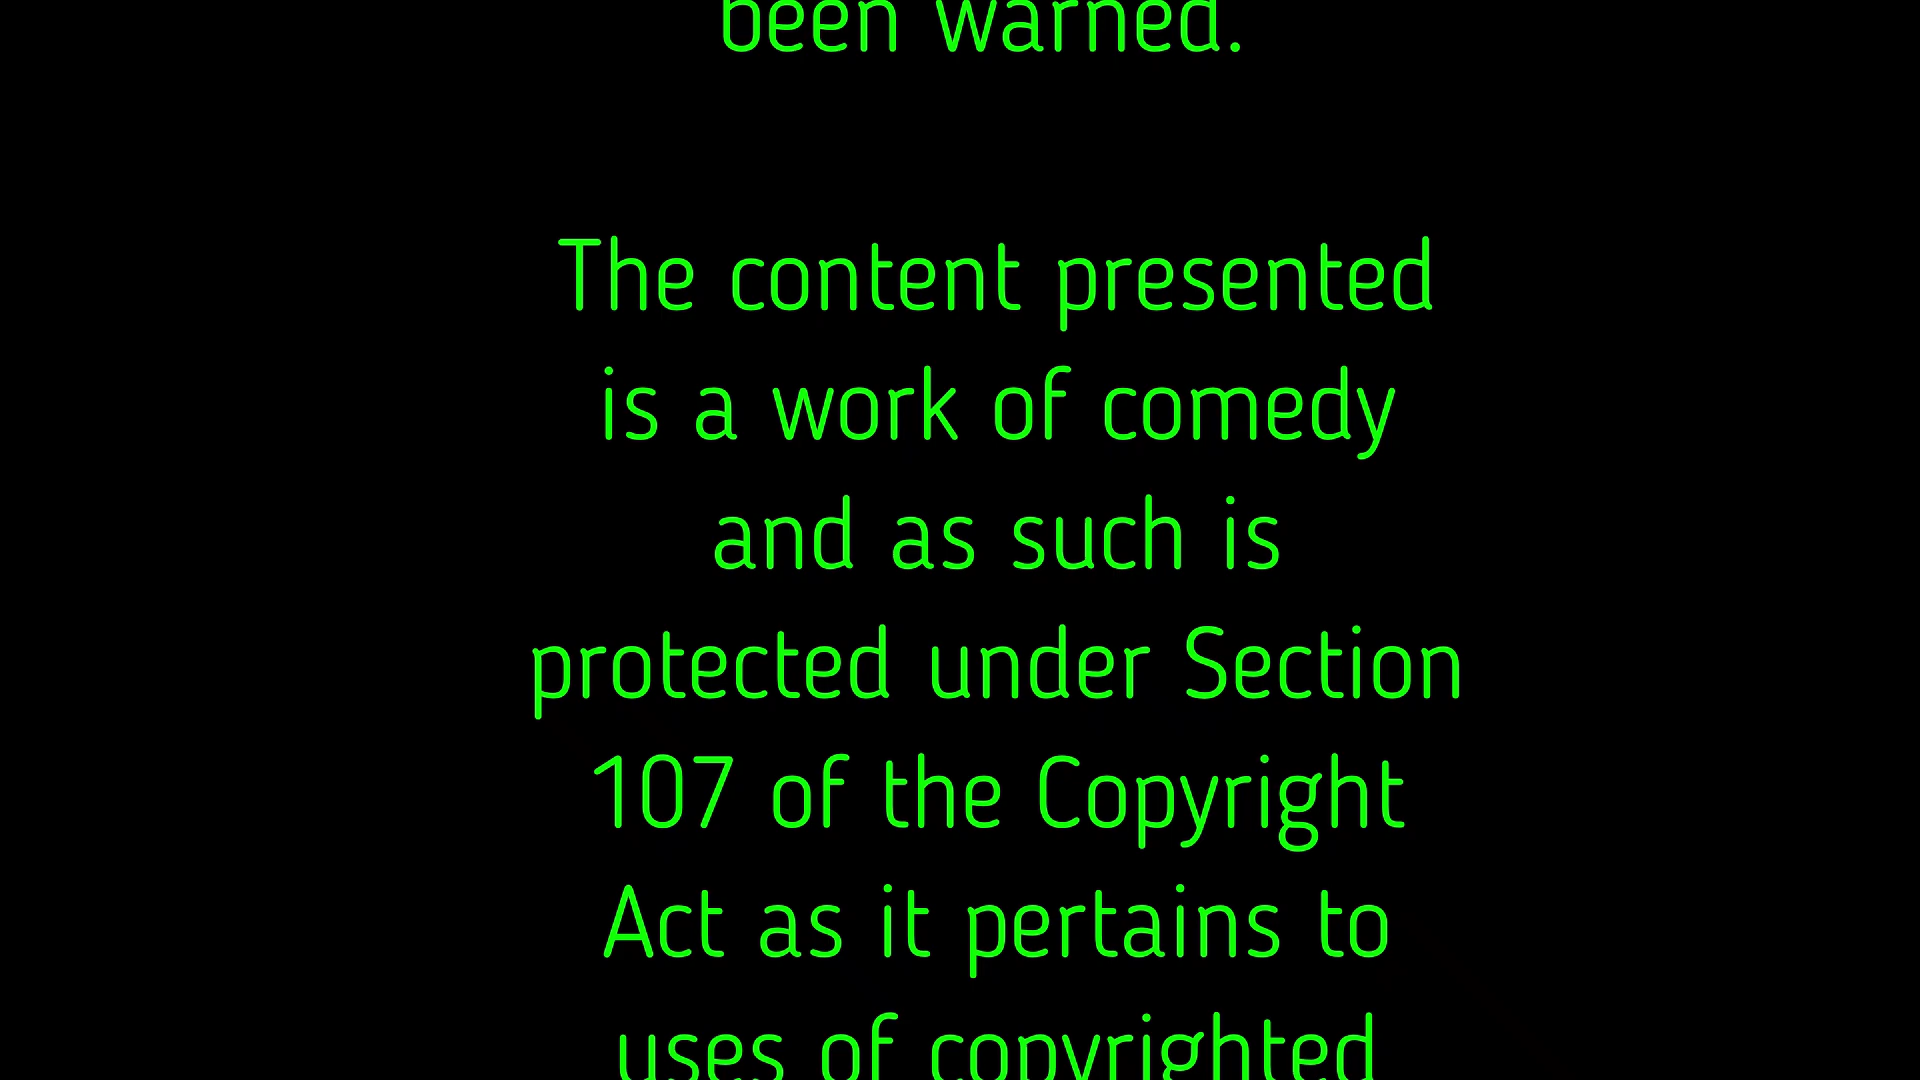 been warned.
The content presented
is a work of comedy
and as such is
protected under Section
107 of the Copyright
Act as it pertains to
uses of copyrighted